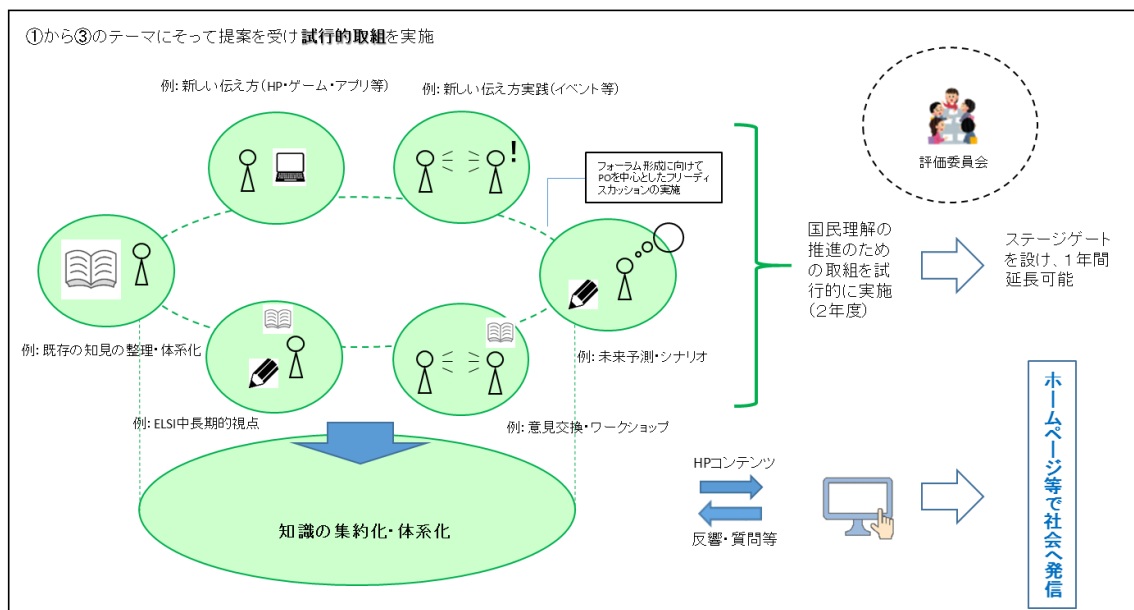 ①から③のテーマにそって提案を受け試行的取組を実施
例: 新しい伝え方(HP・ゲーム・アプリ等)
例: 新しい伝え方実践(イベント等)
!
フォーラム形成に向けて
POを中心としたフリーディ
スカッションの実施
評価委員会
国民理解の
推進のため
の取組を試
行的に実施
(2年度)
ステージゲート
を設け、1年間
延長可能
例: 既存の知見の整理・体系化
例: 未来予測・シナリオ
例: ELSI中長期的視点
例: 意見交換・ワークショップ
知識の集約化・体系化
HPコンテンツ
反響・質問等
ホームページ等で社会へ発信